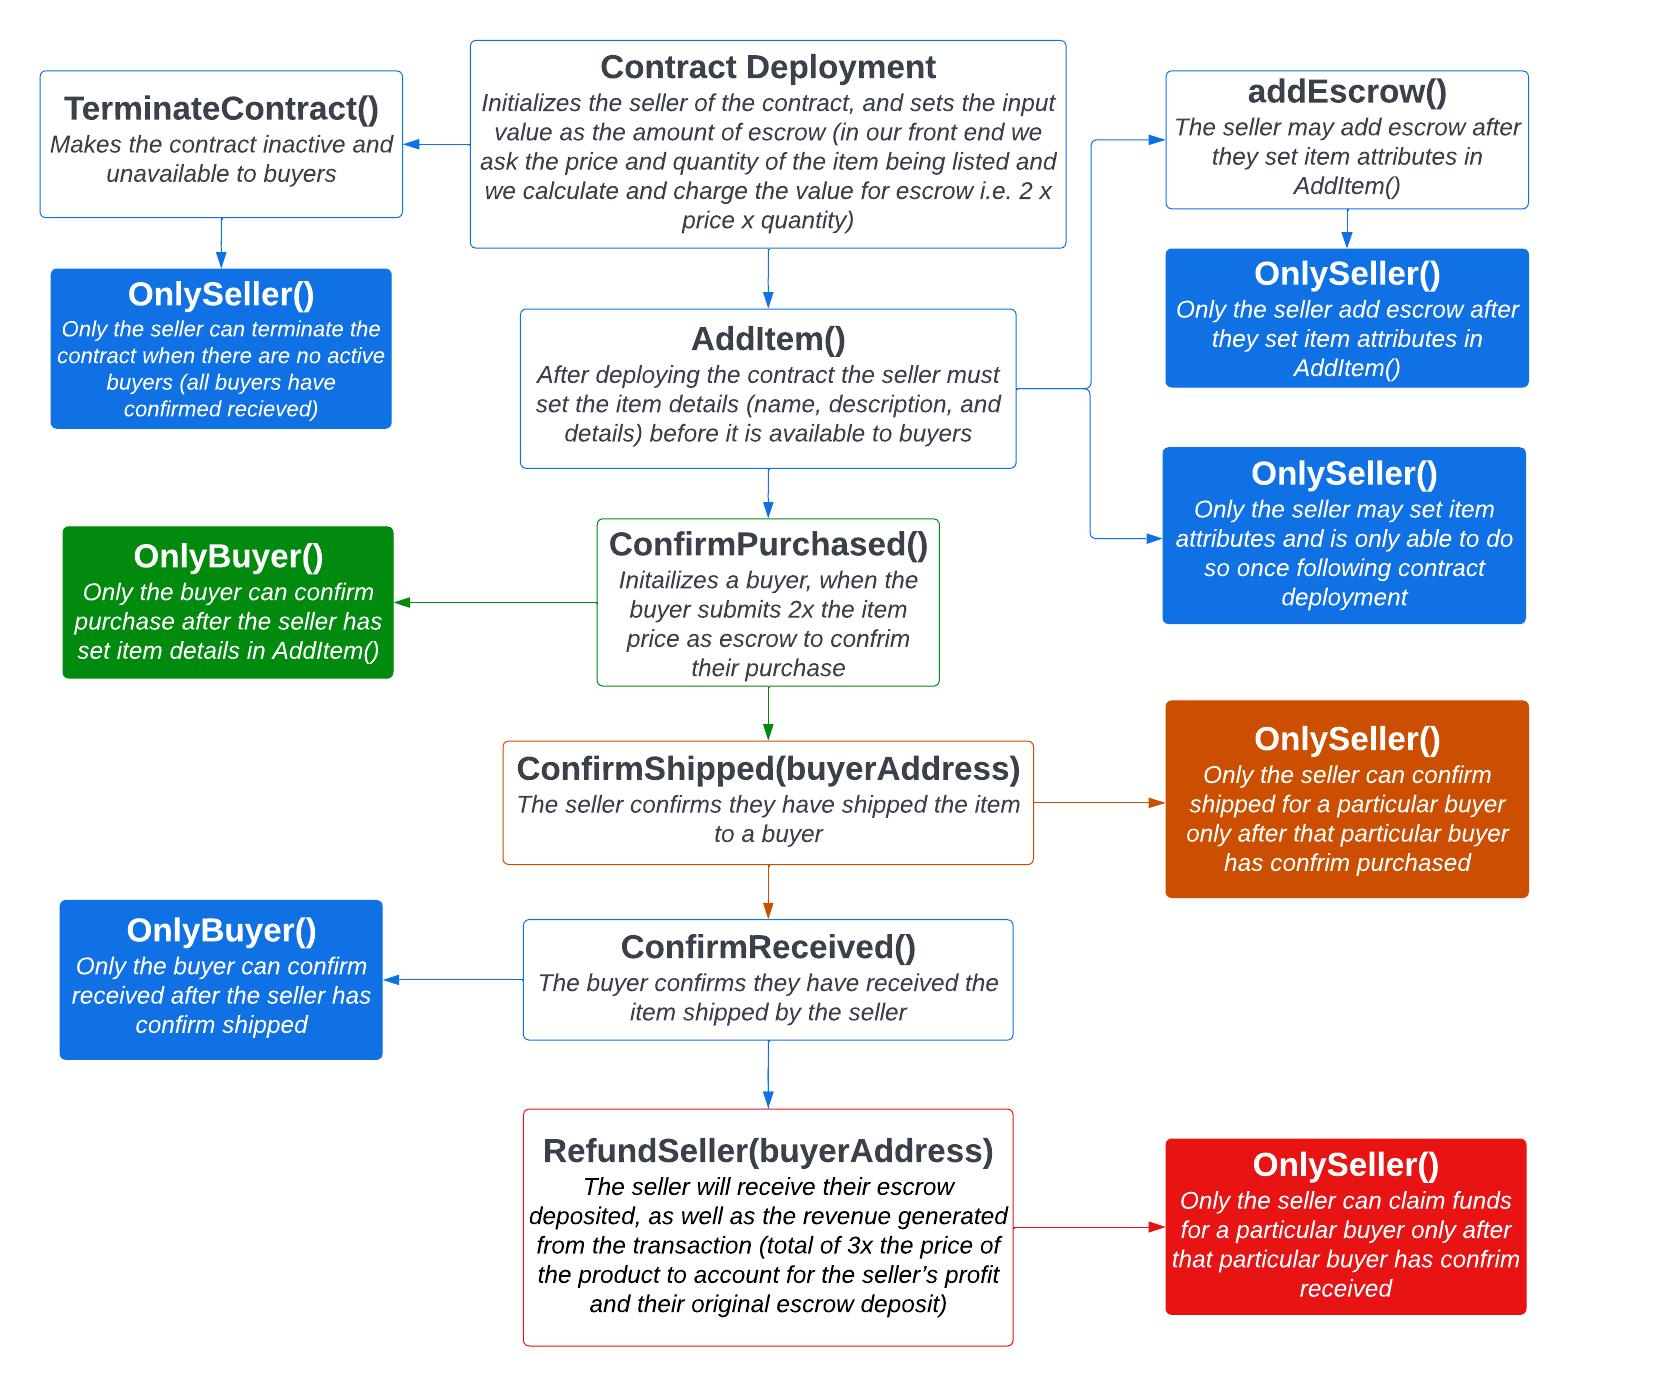 Contract Deployment
Initializes the seller of the contract, and sets the input
value as the amount of escrow (in our front end we
ask the price and quantity of the item being listed and
we calculate and charge the value for escrow i.e. 2 x
price x quantity)
TerminateContract()
Makes the contract inactive and
unavailable to buyers
addEscrow()
The seller may add escrow after
they set item attributes in
AddItem()
OnlySeller()
Only the seller can terminate the
contract when there are no active
buyers (all buyers have
confirmed recieved)
OnlySeller()
Only the seller add escrow after
they set item attributes in
AddItem()
AddItem()
After deploying the contract the seller must
set the item details (name, description, and
details) before it is available to buyers
OnlySeller()
Only the seller may set item
attributes and is only able to do
so once following contract
deployment
ConfirmPurchased()
Initailizes a buyer, when the
buyer submits 2x the item
price as escrow to confrim
their purchase
OnlyBuyer()
Only the buyer can confirm
purchase after the seller has
set item details in AddItem()
ConfirmShipped(buyerAddress)
The seller confirms they have shipped the item
to a buyer
OnlySeller()
Only the seller can confirm
shipped for a particular buyer
only after that particular buyer
has confrim purchased
ConfirmReceived()
The buyer confirms they have received the
item shipped by the seller
OnlyBuyer()
Only the buyer can confirm
received after the seller has
confirm shipped
RefundSeller(buyerAddress)
The seller will receive their escrow
deposited, as well as the revenue generated
from the transaction (total of 3x the price of
the product to account for the seller’s profit
and their original escrow deposit)
OnlySeller()
Only the seller can claim funds
for a particular buyer only after
that particular buyer has confrim
received